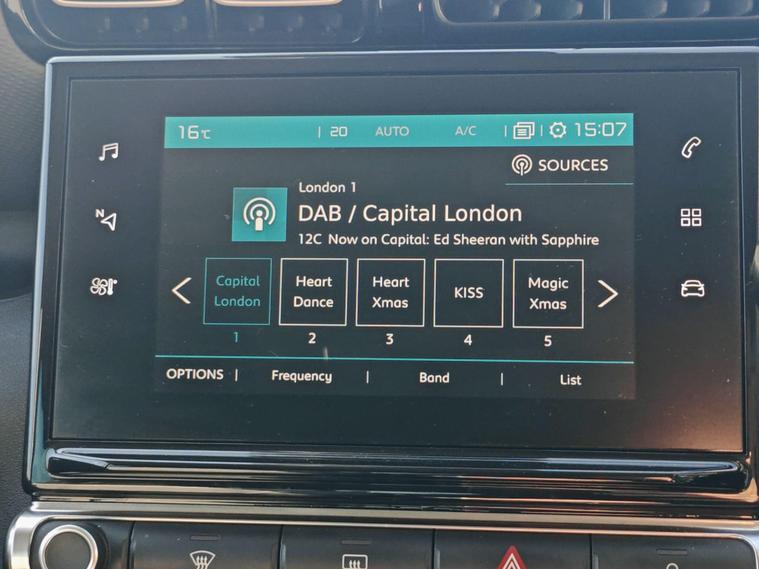 16°C | 20 AUTO A/C | | 15:07
SOURCES
London 1
DAB / Capital London
12C Now on Capital: Ed Sheeran with Sapphire
N
Capital London
Heart Dance
Heart Xmas
KISS
Magic Xmas
1 2 3 4 5
OPTIONS | Frequency | Band | List